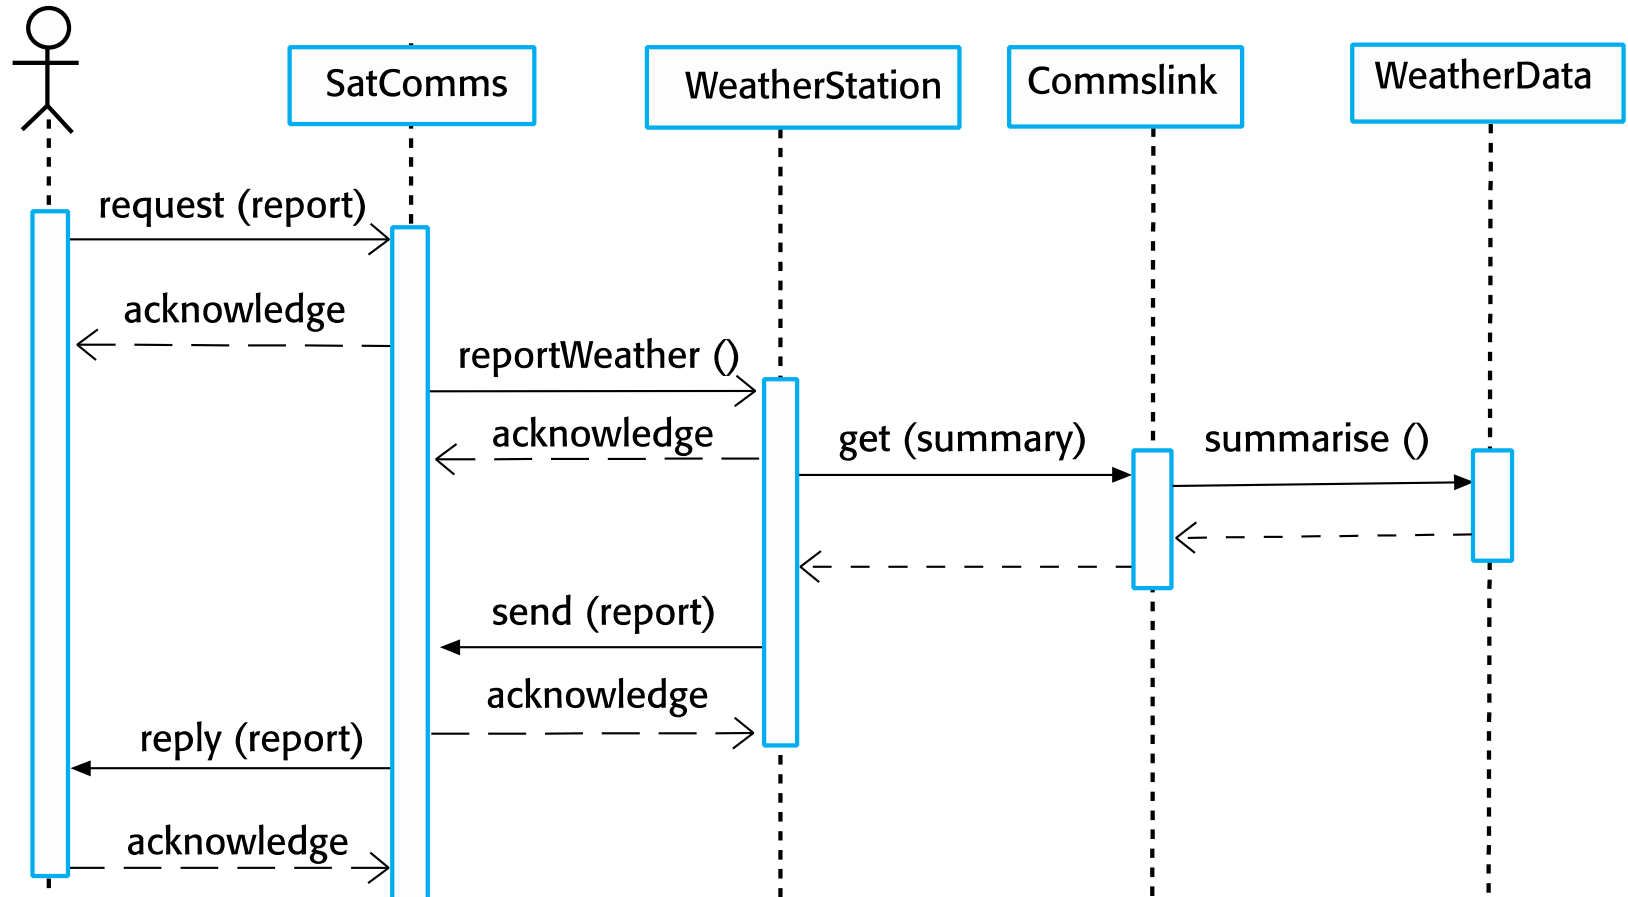 SatComms
WeatherStation
Commslink
WeatherData
request (report)
acknowledge
reportWeather ()
acknowledge
get (summary)
summarise ()
send (report)
acknowledge
reply (report)
acknowledge